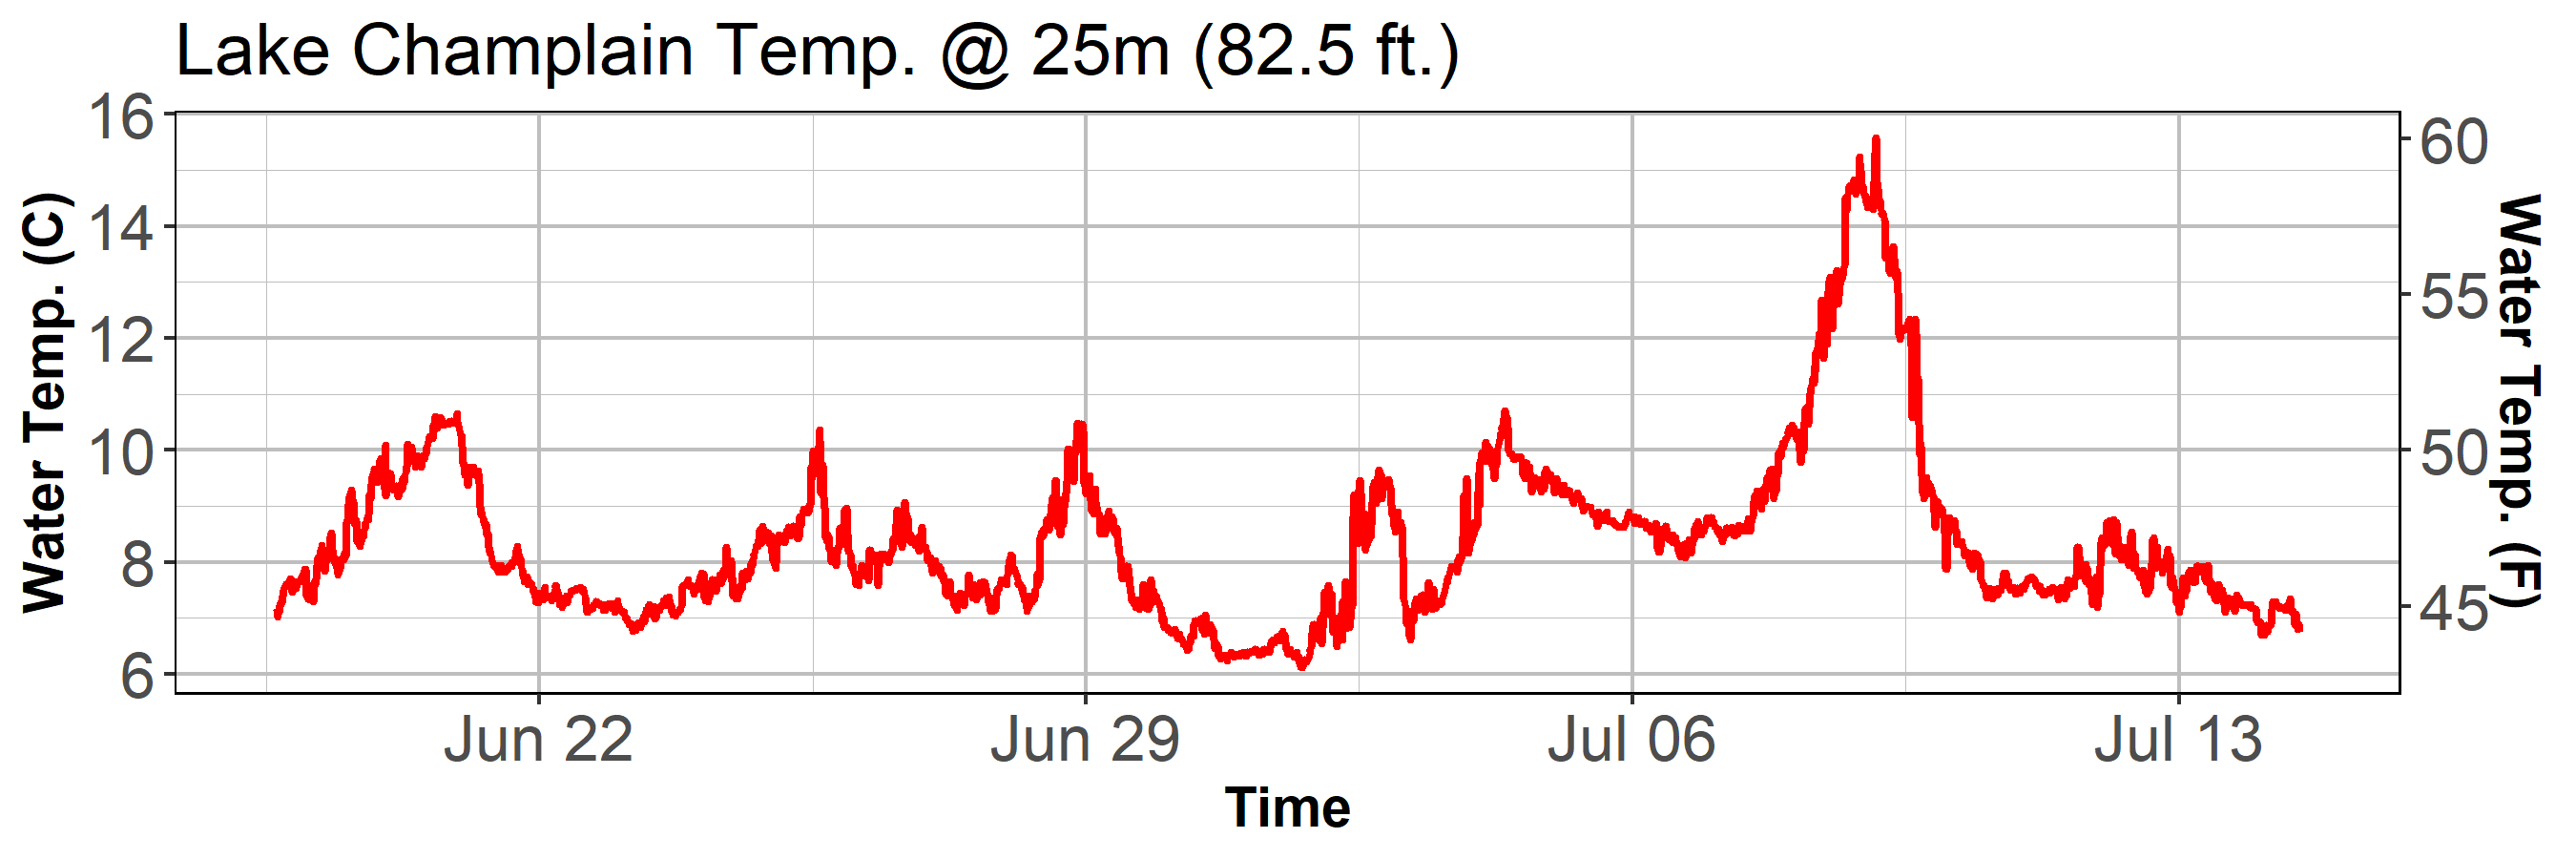 Lake Champlain Temp. @ 25m (82.5 ft.)
Water Temp. (C)
16
14
12
10
8
6
60
55
50
45
Water Temp. (F)
Jun 22
Jun 29
Jul 06
Jul 13
Time